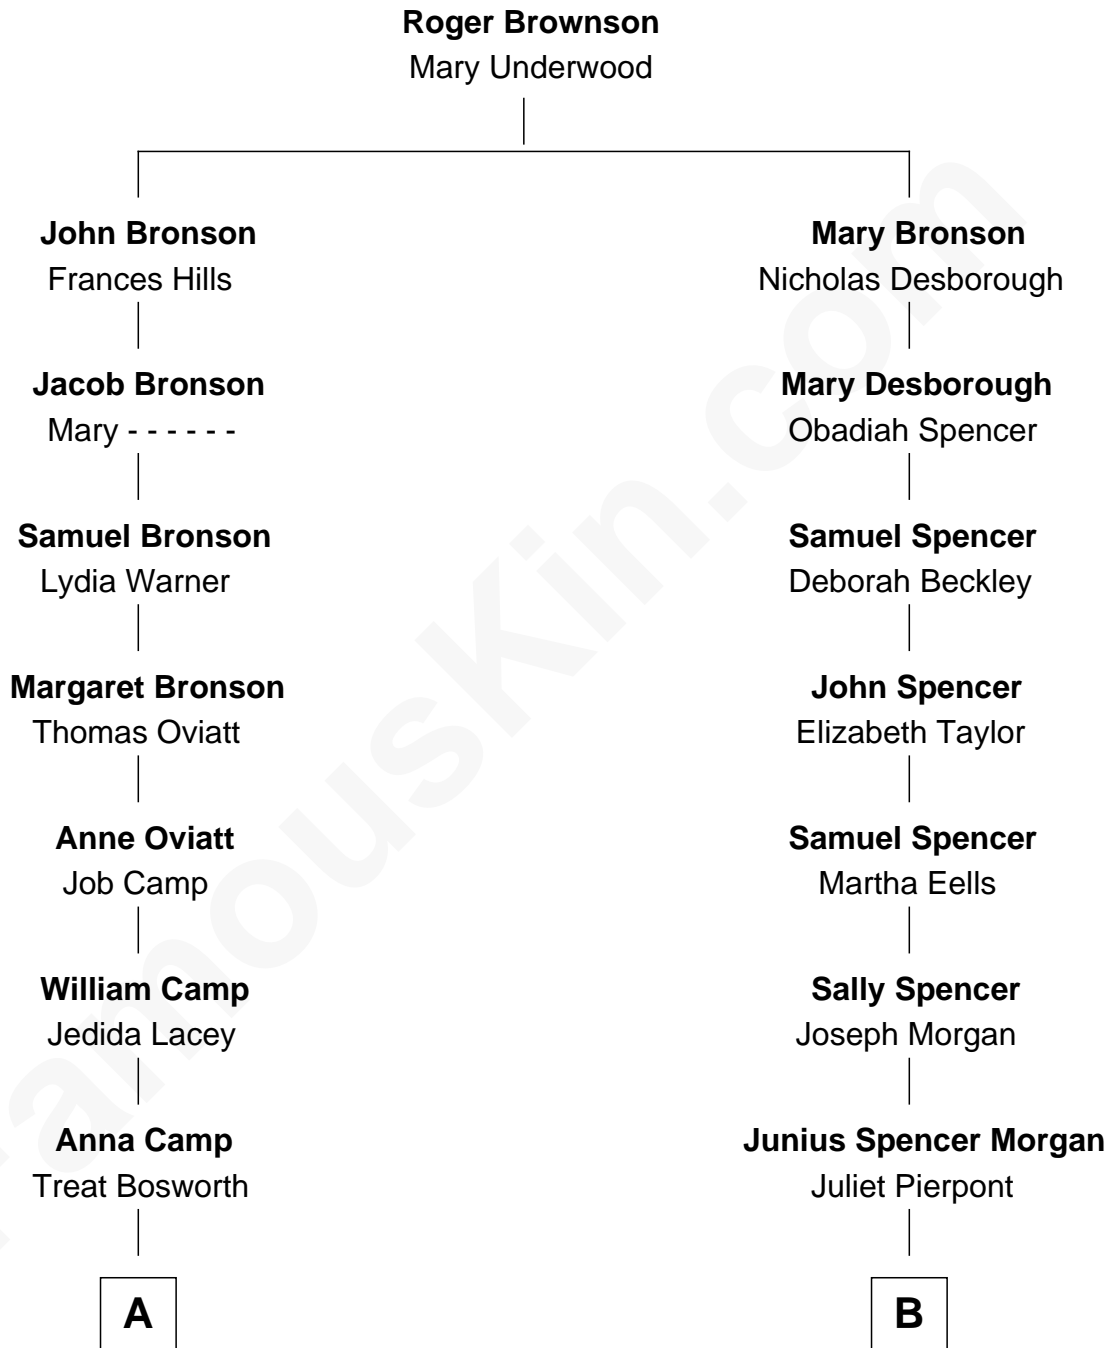 Roger Brownson
Mary Underwood
John Bronson
Frances Hills
Mary Bronson
Nicholas Desborough
Jacob Bronson
Mary - - - - - -
Mary Desborough
Obadiah Spencer
Samuel Bronson
Lydia Warner
Samuel Spencer
Deborah Beckley
Margaret Bronson
Thomas Oviatt
John Spencer
Elizabeth Taylor
Anne Oviatt
Job Camp
Samuel Spencer
Martha Eells
William Camp
Jedida Lacey
Sally Spencer
Joseph Morgan
Anna Camp
Treat Bosworth
Junius Spencer Morgan
Juliet Pierpont
A
B
FamousKin.com